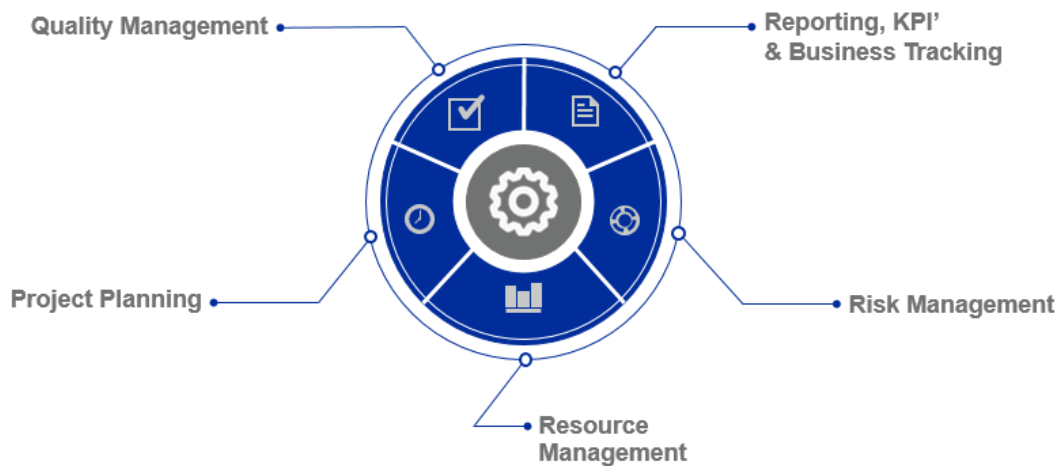 Quality Management
Reporting, KPI'
& Business Tracking
Project Planning
Risk Management
Resource
Management